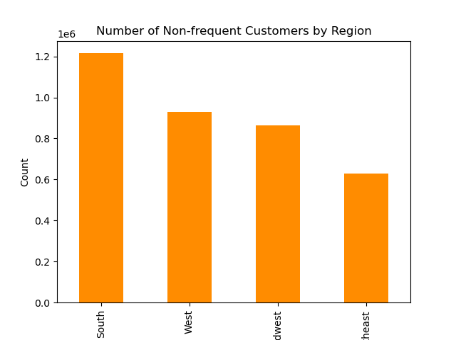 Number of Non-frequent Customers by Region
1e6
1.2
1.0
0.8
0.6
0.4
0.2
0.0
Count
South
West
dwest
heast